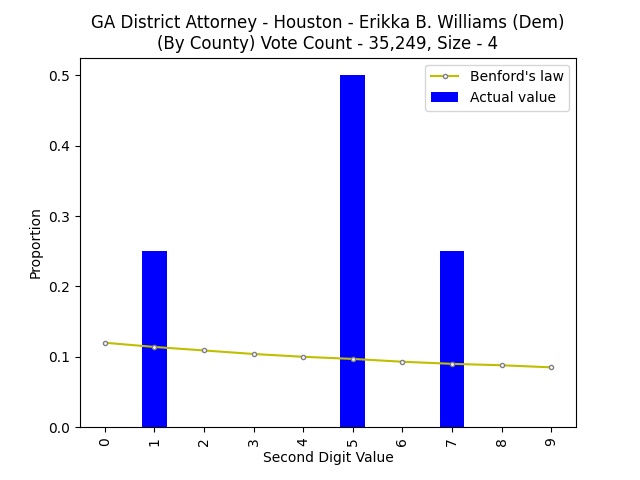 GA District Attorney - Houston - Erikka B. Williams (Dem)
(By County) Vote Count - 35,249, Size - 4
Benford's law
Actual value
0.5
0.4
0.3
0.2
0.1
0.0
Proportion
0 1 2 3 4 5 6 7 8 9
Second Digit Value